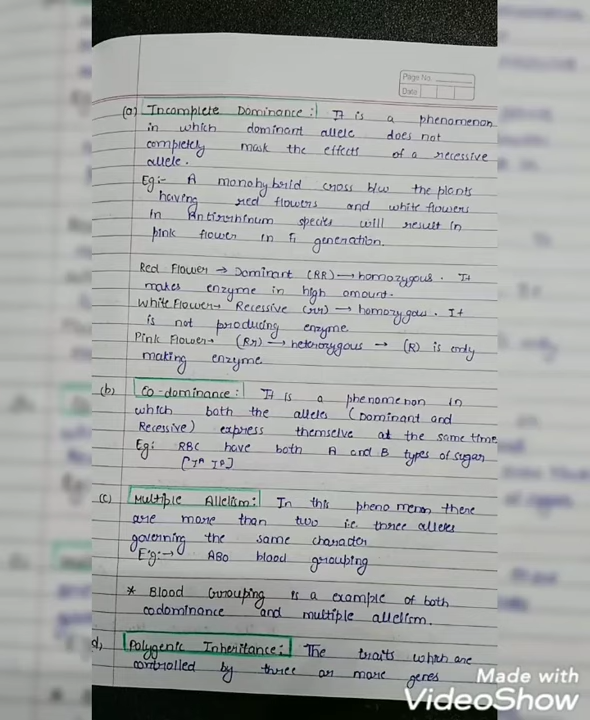 Page No.
Date
(a) Incomplete Dominance: It is a phenomenon
in which dominant allele does not
completely mask the effects of a recessive
allele.
Eg:- A monohybrid cross b/w the plants
having red flowers and white flowers
in Antirrhinum species will result in
pink flower in F₁ generation.
Red Flower → Dominant (RR) → homozygous. It
makes enzyme in high amount.
White Flower → Recessive (rr) → homozygous. It
is not producing enzyme
Pink Flower → (Rr) → heterozygous → (R) is only
making enzyme
(b) Co-dominance: It is a phenomenon in
which both the alleles (Dominant and
Recessive) express themselve at the same time
Eg: RBC have both A and B types of sugar
[Iᴬ Iᴮ]
(c) Multiple Allelism: In this phenomenon there
are more than two i.e. three alleles
governing the same character
E.g:→ ABO blood grouping
* Blood Grouping is a example of both
codominance and multiple allelism.
d, Polygenic Inheritance: The traits which are
controlled by three or more genes
Made with
VideoShow